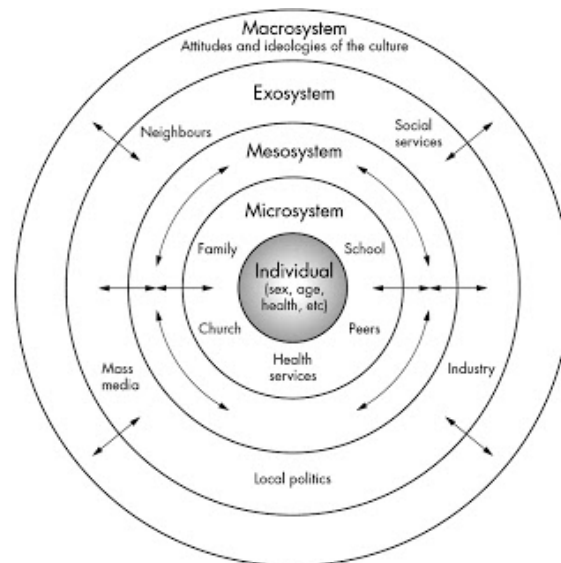 Macrosystem
Attitudes and ideologies of the culture
Exosystem
Neighbours
Social
services
Mesosystem
Microsystem
Family
School
Individual
(sex, age,
health, etc)
Church
Peers
Health
services
Mass
media
Industry
Local politics